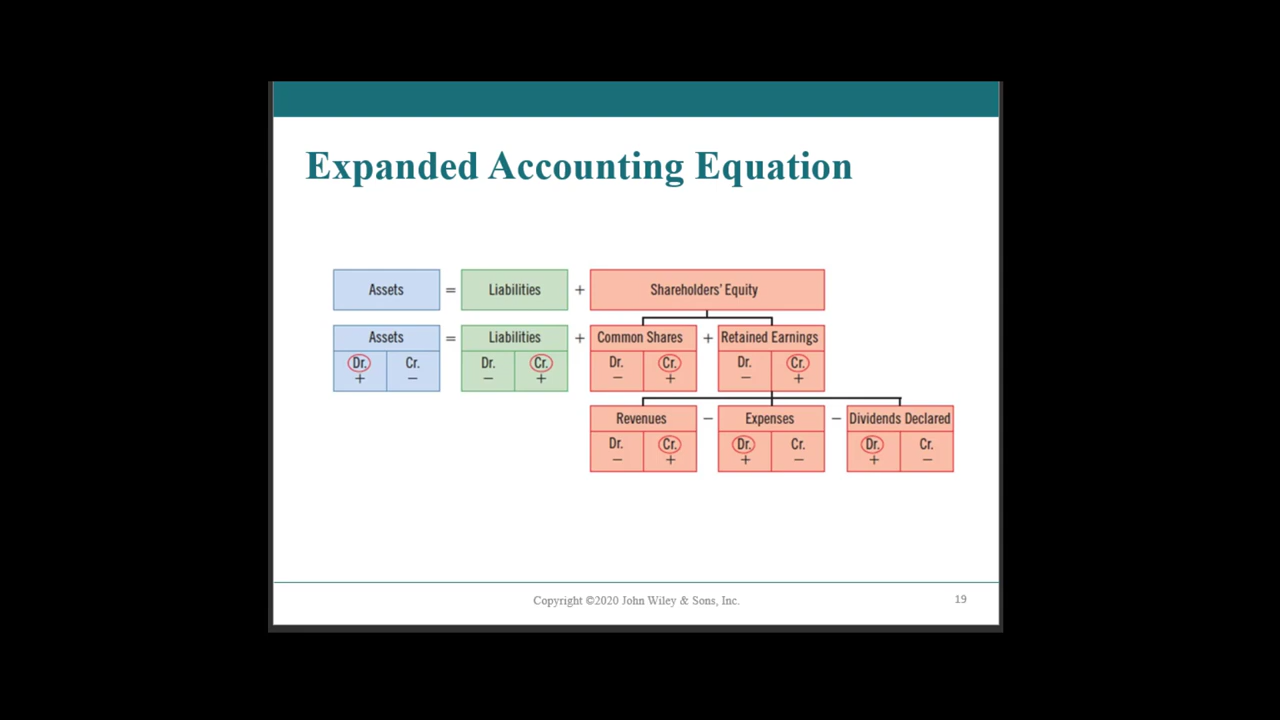 Expanded Accounting Equation
Assets = Liabilities + Shareholders' Equity
Assets = Liabilities + Common Shares + Retained Earnings
Dr. Cr. Dr. Cr. Dr. Cr. Dr. Cr.
+ − − + − + − +
Revenues − Expenses − Dividends Declared
Dr. Cr. Dr. Cr. Dr. Cr.
− + + − + −
Copyright ©2020 John Wiley & Sons, Inc. 19